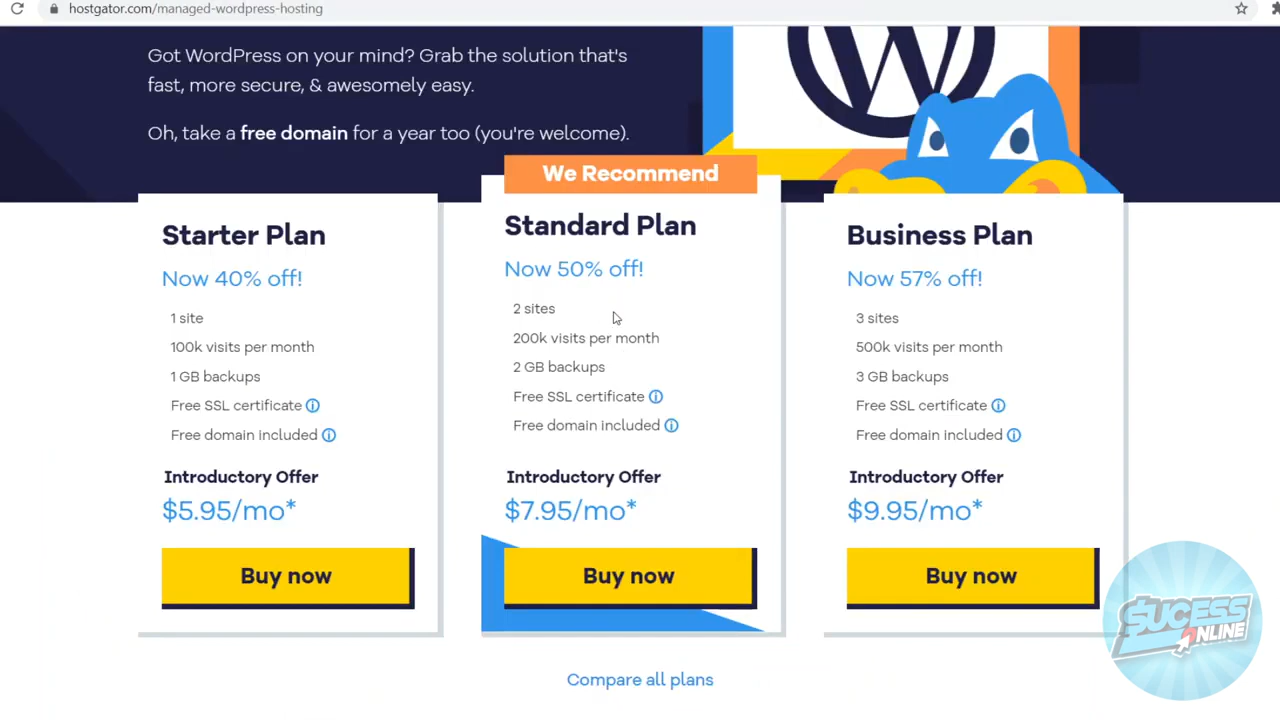 hostgator.com/managed-wordpress-hosting
Got WordPress on your mind? Grab the solution that's
fast, more secure, & awesomely easy.
Oh, take a free domain for a year too (you're welcome).
Starter Plan
Now 40% off!
1 site
100k visits per month
1 GB backups
Free SSL certificate
Free domain included
Introductory Offer
$5.95/mo*
Buy now
We Recommend
Standard Plan
Now 50% off!
2 sites
200k visits per month
2 GB backups
Free SSL certificate
Free domain included
Introductory Offer
$7.95/mo*
Buy now
Business Plan
Now 57% off!
3 sites
500k visits per month
3 GB backups
Free SSL certificate
Free domain included
Introductory Offer
$9.95/mo*
Buy now
Compare all plans
$UCESS
ONLINE